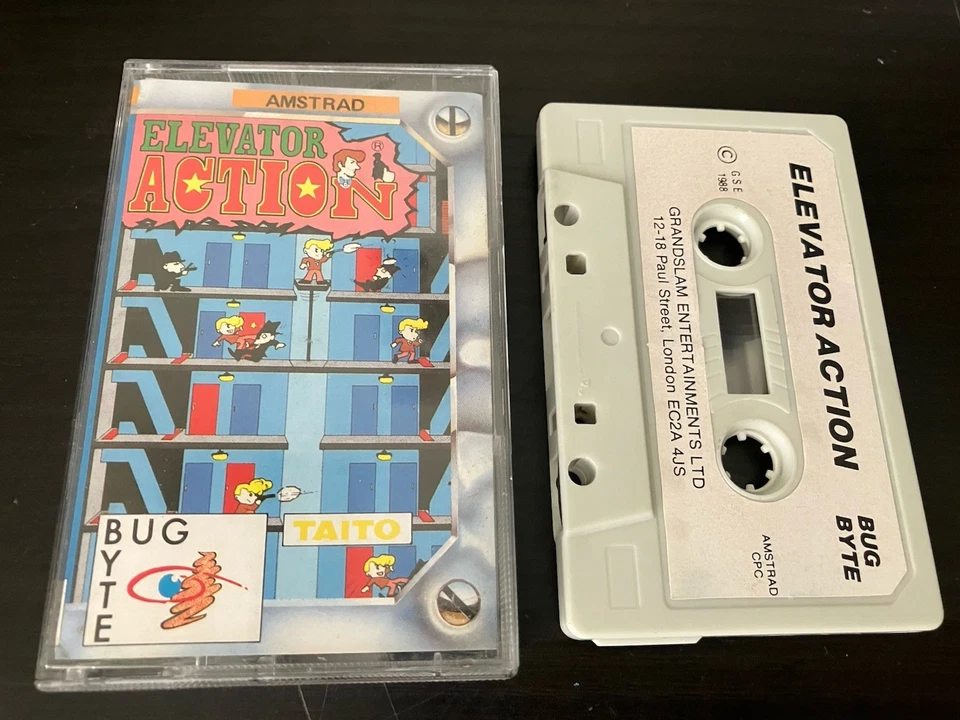 AMSTRAD
ELEVATOR
ACTION
®
BUG
BYTE
TAITO
ELEVATOR ACTION
BUG
BYTE
© GSE
1988
GRANDSLAM ENTERTAINMENTS LTD
12-18 Paul Street, London EC2A 4JS
AMSTRAD
CPC